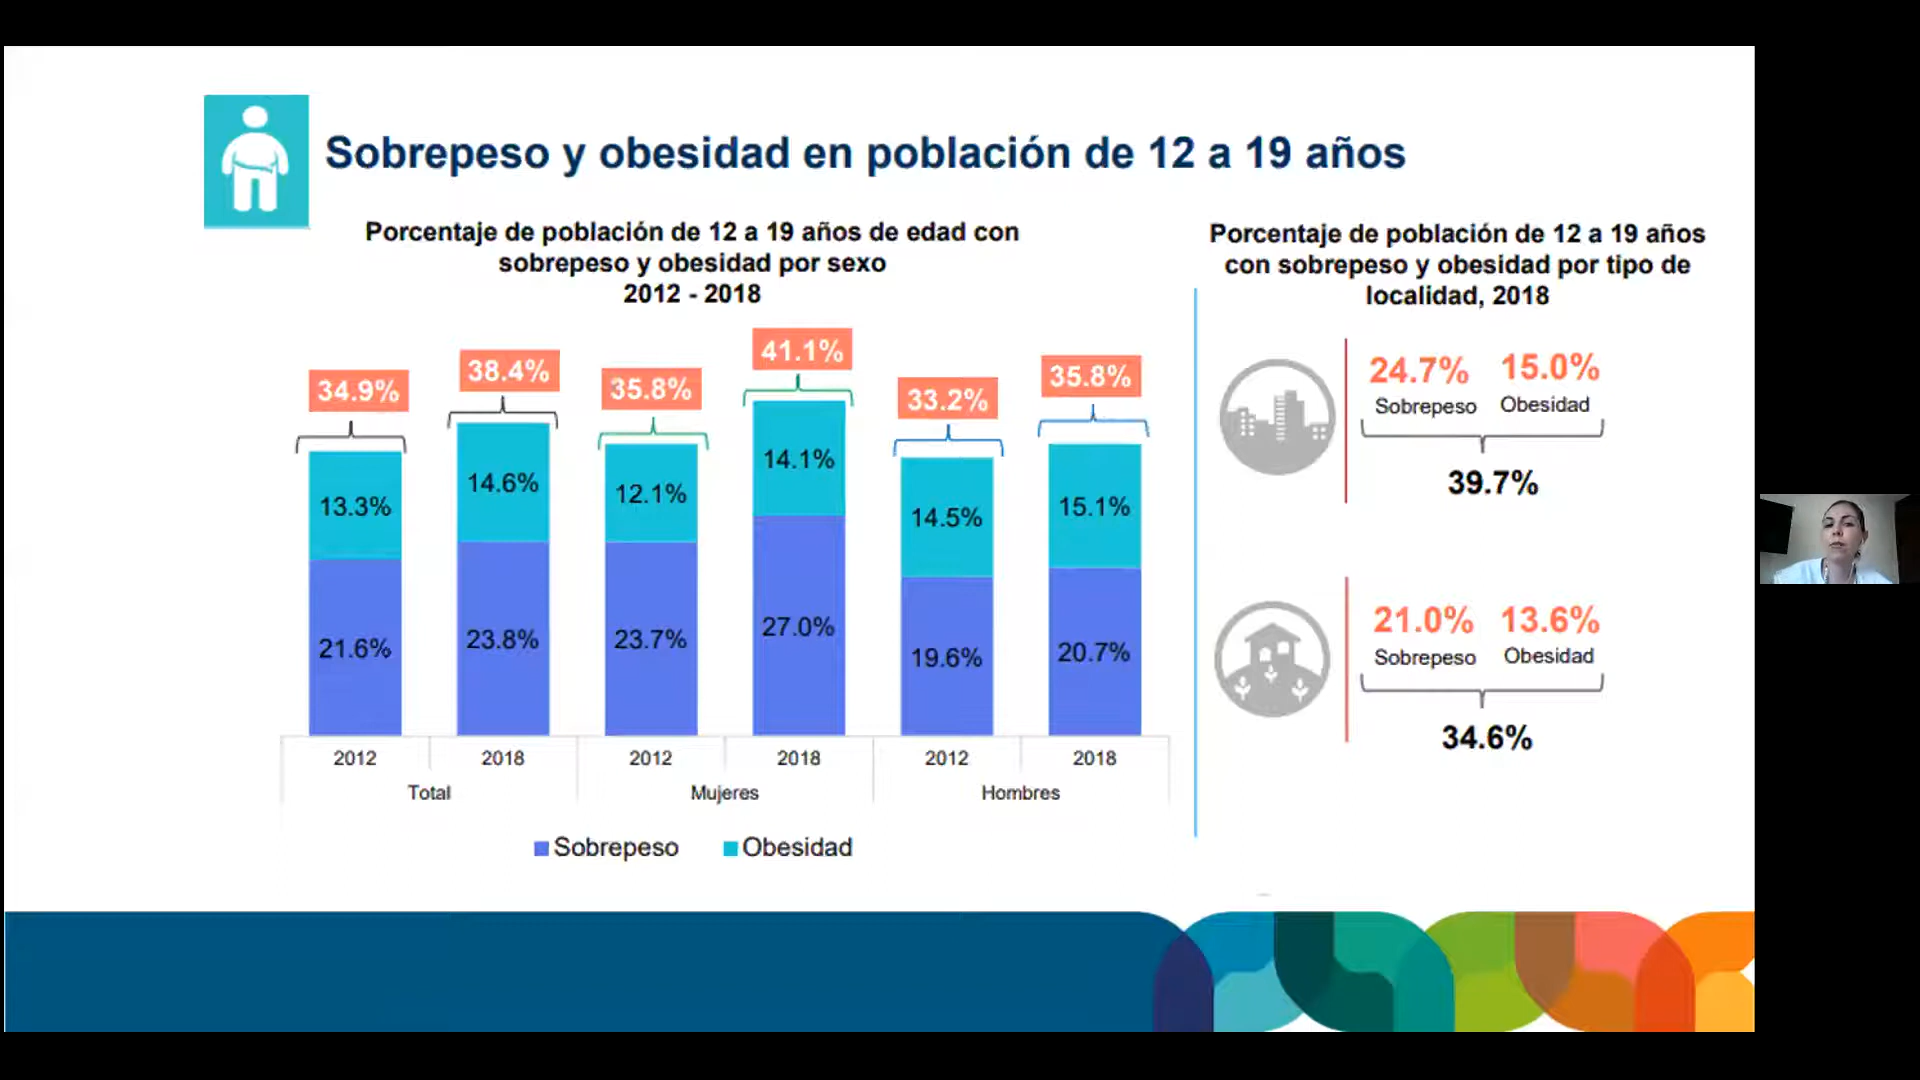 Sobrepeso y obesidad en población de 12 a 19 años
Porcentaje de población de 12 a 19 años de edad con
sobrepeso y obesidad por sexo
2012 - 2018
34.9%
38.4%
35.8%
41.1%
33.2%
35.8%
13.3%
14.6%
12.1%
14.1%
14.5%
15.1%
21.6%
23.8%
23.7%
27.0%
19.6%
20.7%
2012
2018
2012
2018
2012
2018
Total
Mujeres
Hombres
Sobrepeso
Obesidad
Porcentaje de población de 12 a 19 años
con sobrepeso y obesidad por tipo de
localidad, 2018
24.7% 15.0%
Sobrepeso Obesidad
39.7%
21.0% 13.6%
Sobrepeso Obesidad
34.6%